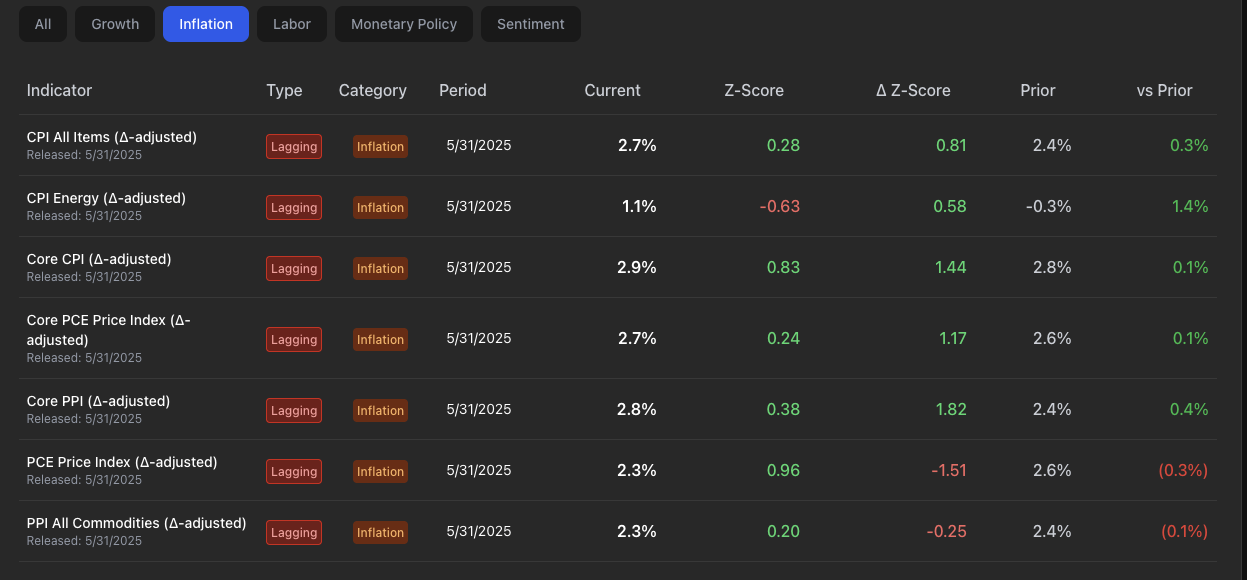 All Growth Inflation Labor Monetary Policy Sentiment
Indicator Type Category Period Current Z-Score Δ Z-Score Prior vs Prior
CPI All Items (Δ-adjusted)
Released: 5/31/2025
Lagging Inflation 5/31/2025 2.7% 0.28 0.81 2.4% 0.3%
CPI Energy (Δ-adjusted)
Released: 5/31/2025
Lagging Inflation 5/31/2025 1.1% -0.63 0.58 -0.3% 1.4%
Core CPI (Δ-adjusted)
Released: 5/31/2025
Lagging Inflation 5/31/2025 2.9% 0.83 1.44 2.8% 0.1%
Core PCE Price Index (Δ-
adjusted)
Released: 5/31/2025
Lagging Inflation 5/31/2025 2.7% 0.24 1.17 2.6% 0.1%
Core PPI (Δ-adjusted)
Released: 5/31/2025
Lagging Inflation 5/31/2025 2.8% 0.38 1.82 2.4% 0.4%
PCE Price Index (Δ-adjusted)
Released: 5/31/2025
Lagging Inflation 5/31/2025 2.3% 0.96 -1.51 2.6% (0.3%)
PPI All Commodities (Δ-adjusted)
Released: 5/31/2025
Lagging Inflation 5/31/2025 2.3% 0.20 -0.25 2.4% (0.1%)